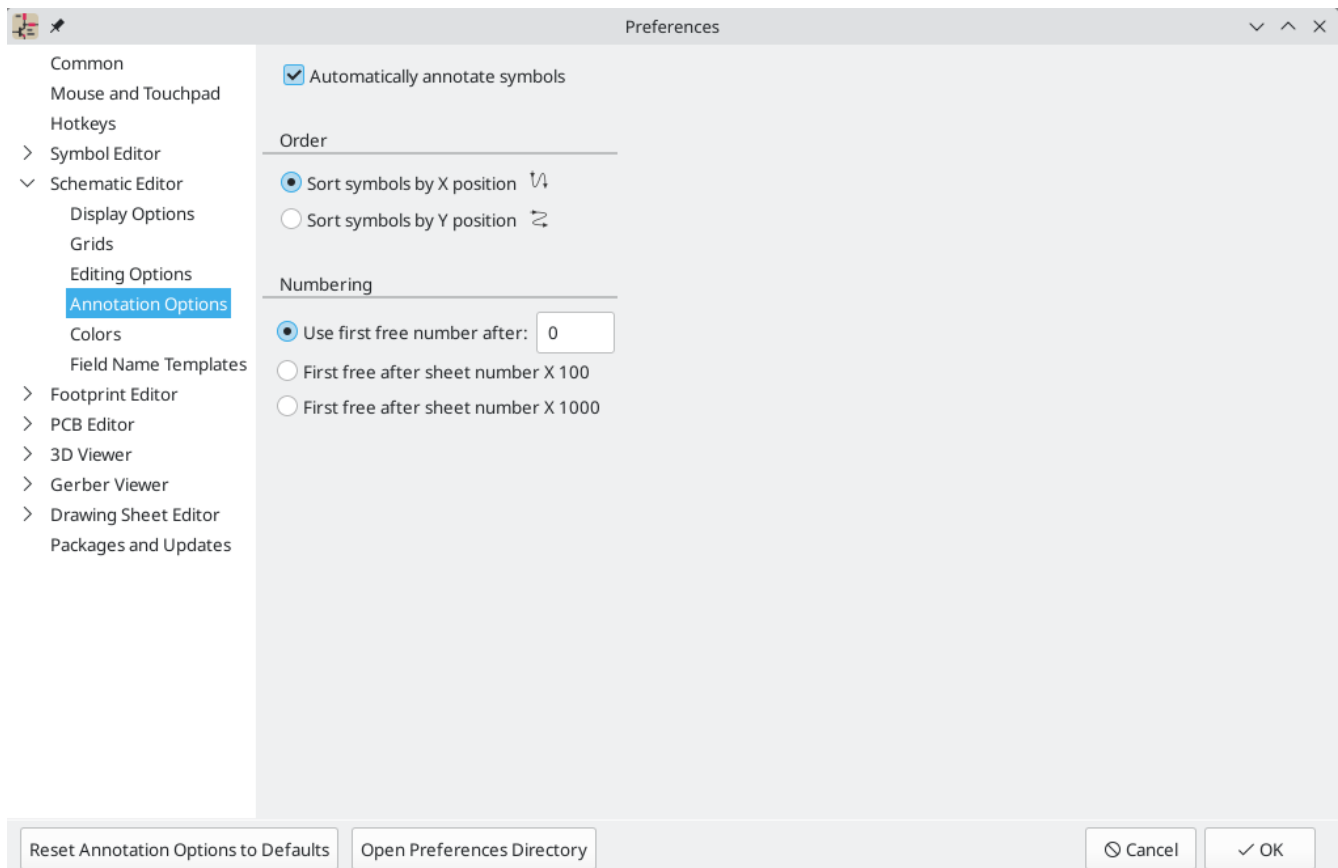 Preferences
Common
Mouse and Touchpad
Hotkeys
Symbol Editor
Schematic Editor
Display Options
Grids
Editing Options
Annotation Options
Colors
Field Name Templates
Footprint Editor
PCB Editor
3D Viewer
Gerber Viewer
Drawing Sheet Editor
Packages and Updates
Automatically annotate symbols
Order
Sort symbols by X position
Sort symbols by Y position
Numbering
Use first free number after: 0
First free after sheet number X 100
First free after sheet number X 1000
Reset Annotation Options to Defaults
Open Preferences Directory
Cancel
OK